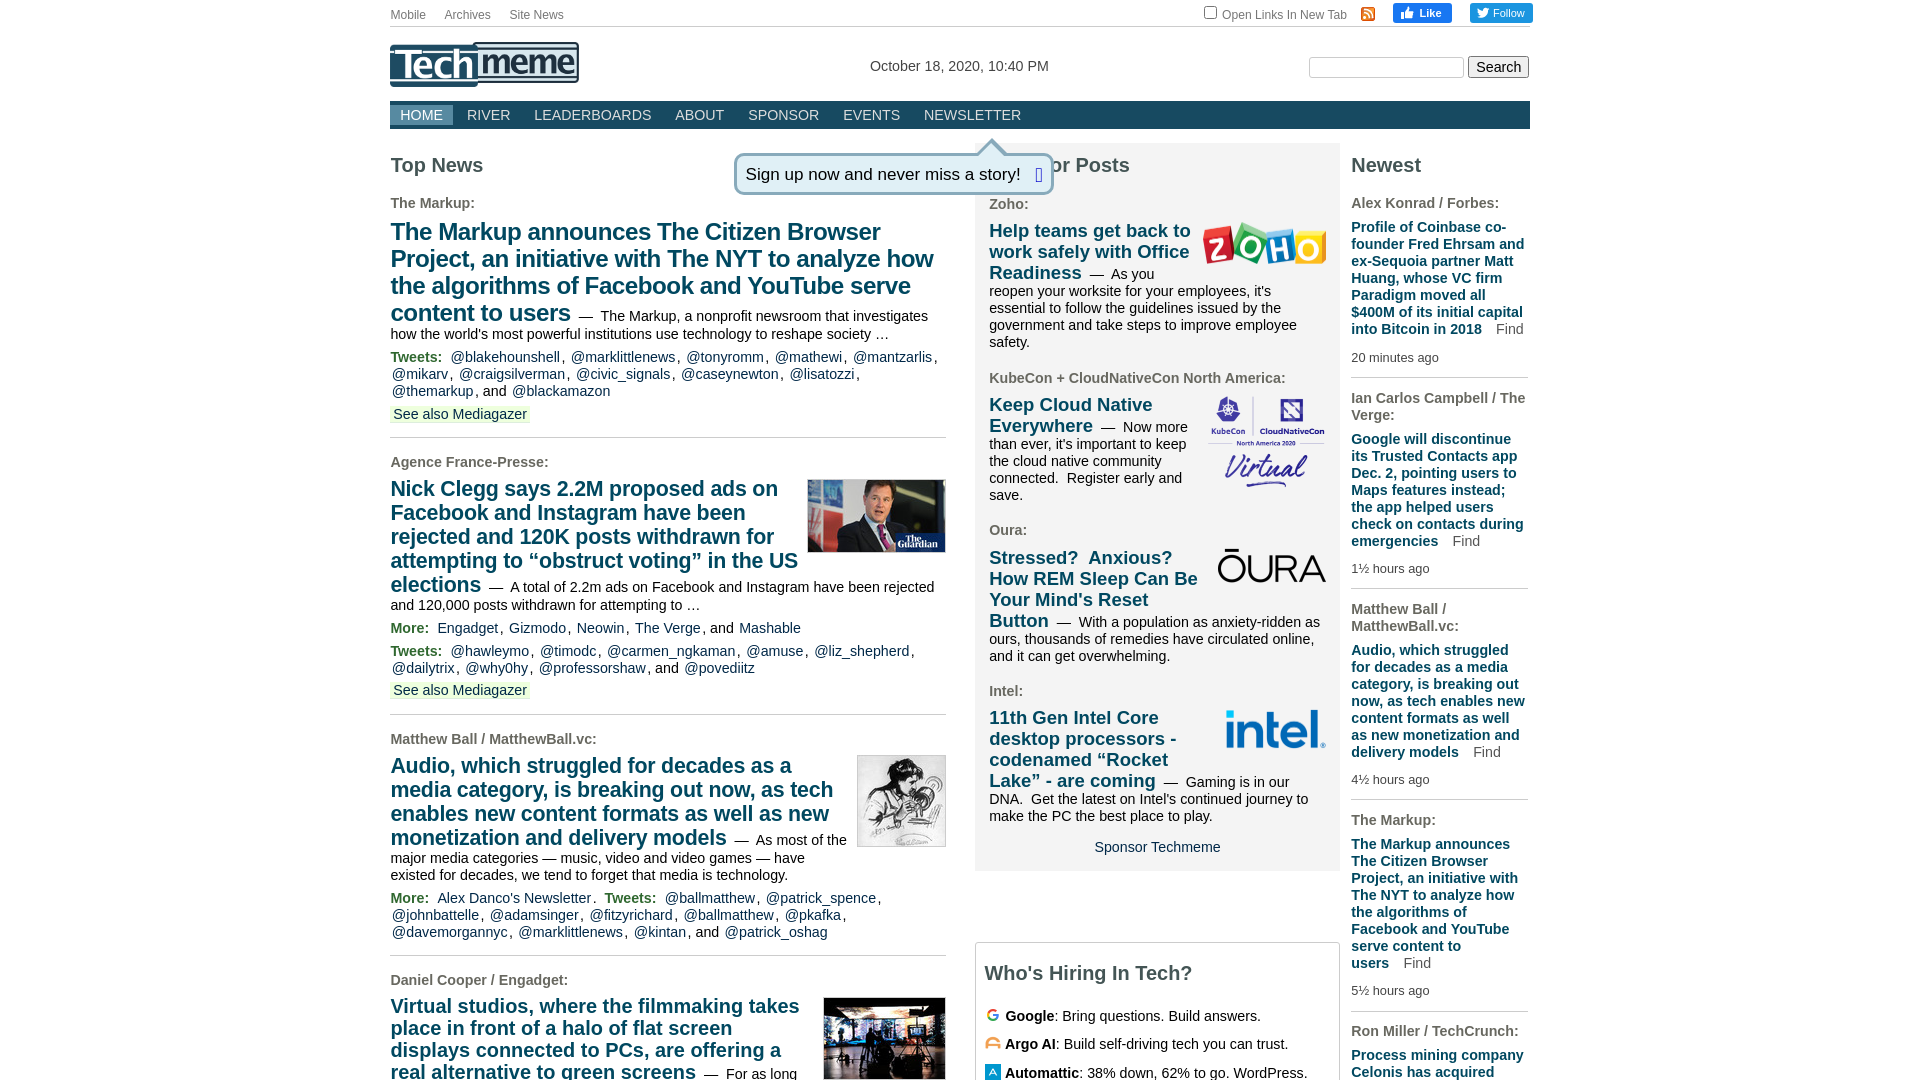 Mobile Archives Site News
Open Links In New Tab
Like
Follow
Techmeme
October 18, 2020, 10:40 PM
Search
HOME RIVER LEADERBOARDS ABOUT SPONSOR EVENTS NEWSLETTER
Sign up now and never miss a story!
Top News
The Markup:
The Markup announces The Citizen Browser
Project, an initiative with The NYT to analyze how
the algorithms of Facebook and YouTube serve
content to users — The Markup, a nonprofit newsroom that investigates
how the world's most powerful institutions use technology to reshape society …
Tweets: @blakehounshell, @marklittlenews, @tonyromm, @mathewi, @mantzarlis,
@mikarv, @craigsilverman, @civic_signals, @caseynewton, @lisatozzi,
@themarkup, and @blackamazon
See also Mediagazer
Agence France-Presse:
Nick Clegg says 2.2M proposed ads on
Facebook and Instagram have been
rejected and 120K posts withdrawn for
attempting to “obstruct voting” in the US
elections — A total of 2.2m ads on Facebook and Instagram have been rejected
and 120,000 posts withdrawn for attempting to …
The Guardian
More: Engadget, Gizmodo, Neowin, The Verge, and Mashable
Tweets: @hawleymo, @timodc, @carmen_ngkaman, @amuse, @liz_shepherd,
@dailytrix, @why0hy, @professorshaw, and @povediitz
See also Mediagazer
Matthew Ball / MatthewBall.vc:
Audio, which struggled for decades as a
media category, is breaking out now, as tech
enables new content formats as well as new
monetization and delivery models — As most of the
major media categories — music, video and video games — have
existed for decades, we tend to forget that media is technology.
More: Alex Danco's Newsletter. Tweets: @ballmatthew, @patrick_spence,
@johnbattelle, @adamsinger, @fitzyrichard, @ballmatthew, @pkafka,
@davemorgannyc, @marklittlenews, @kintan, and @patrick_oshag
Daniel Cooper / Engadget:
Virtual studios, where the filmmaking takes
place in front of a halo of flat screen
displays connected to PCs, are offering a
real alternative to green screens — For as long
or Posts
Zoho:
Help teams get back to
work safely with Office
Readiness — As you
reopen your worksite for your employees, it's
essential to follow the guidelines issued by the
government and take steps to improve employee
safety.
ZOHO
KubeCon + CloudNativeCon North America:
Keep Cloud Native
Everywhere — Now more
than ever, it's important to keep
the cloud native community
connected. Register early and
save.
KubeCon CloudNativeCon
North America 2020
Virtual
Oura:
Stressed? Anxious?
How REM Sleep Can Be
Your Mind's Reset
Button — With a population as anxiety-ridden as
ours, thousands of remedies have circulated online,
and it can get overwhelming.
ŌURA
Intel:
11th Gen Intel Core
desktop processors -
codenamed “Rocket
Lake” - are coming — Gaming is in our
DNA. Get the latest on Intel's continued journey to
make the PC the best place to play.
intel.
Sponsor Techmeme
Who's Hiring In Tech?
Google: Bring questions. Build answers.
Argo AI: Build self-driving tech you can trust.
Automattic: 38% down, 62% to go. WordPress.
Newest
Alex Konrad / Forbes:
Profile of Coinbase co-
founder Fred Ehrsam and
ex-Sequoia partner Matt
Huang, whose VC firm
Paradigm moved all
$400M of its initial capital
into Bitcoin in 2018 Find
20 minutes ago
Ian Carlos Campbell / The
Verge:
Google will discontinue
its Trusted Contacts app
Dec. 2, pointing users to
Maps features instead;
the app helped users
check on contacts during
emergencies Find
1½ hours ago
Matthew Ball /
MatthewBall.vc:
Audio, which struggled
for decades as a media
category, is breaking out
now, as tech enables new
content formats as well
as new monetization and
delivery models Find
4½ hours ago
The Markup:
The Markup announces
The Citizen Browser
Project, an initiative with
The NYT to analyze how
the algorithms of
Facebook and YouTube
serve content to
users Find
5½ hours ago
Ron Miller / TechCrunch:
Process mining company
Celonis has acquired